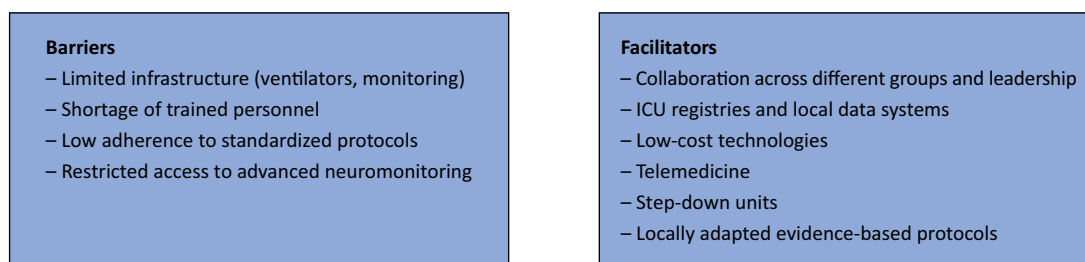 Barriers
– Limited infrastructure (ventilators, monitoring)
– Shortage of trained personnel
– Low adherence to standardized protocols
– Restricted access to advanced neuromonitoring
Facilitators
– Collaboration across different groups and leadership
– ICU registries and local data systems
– Low-cost technologies
– Telemedicine
– Step-down units
– Locally adapted evidence-based protocols